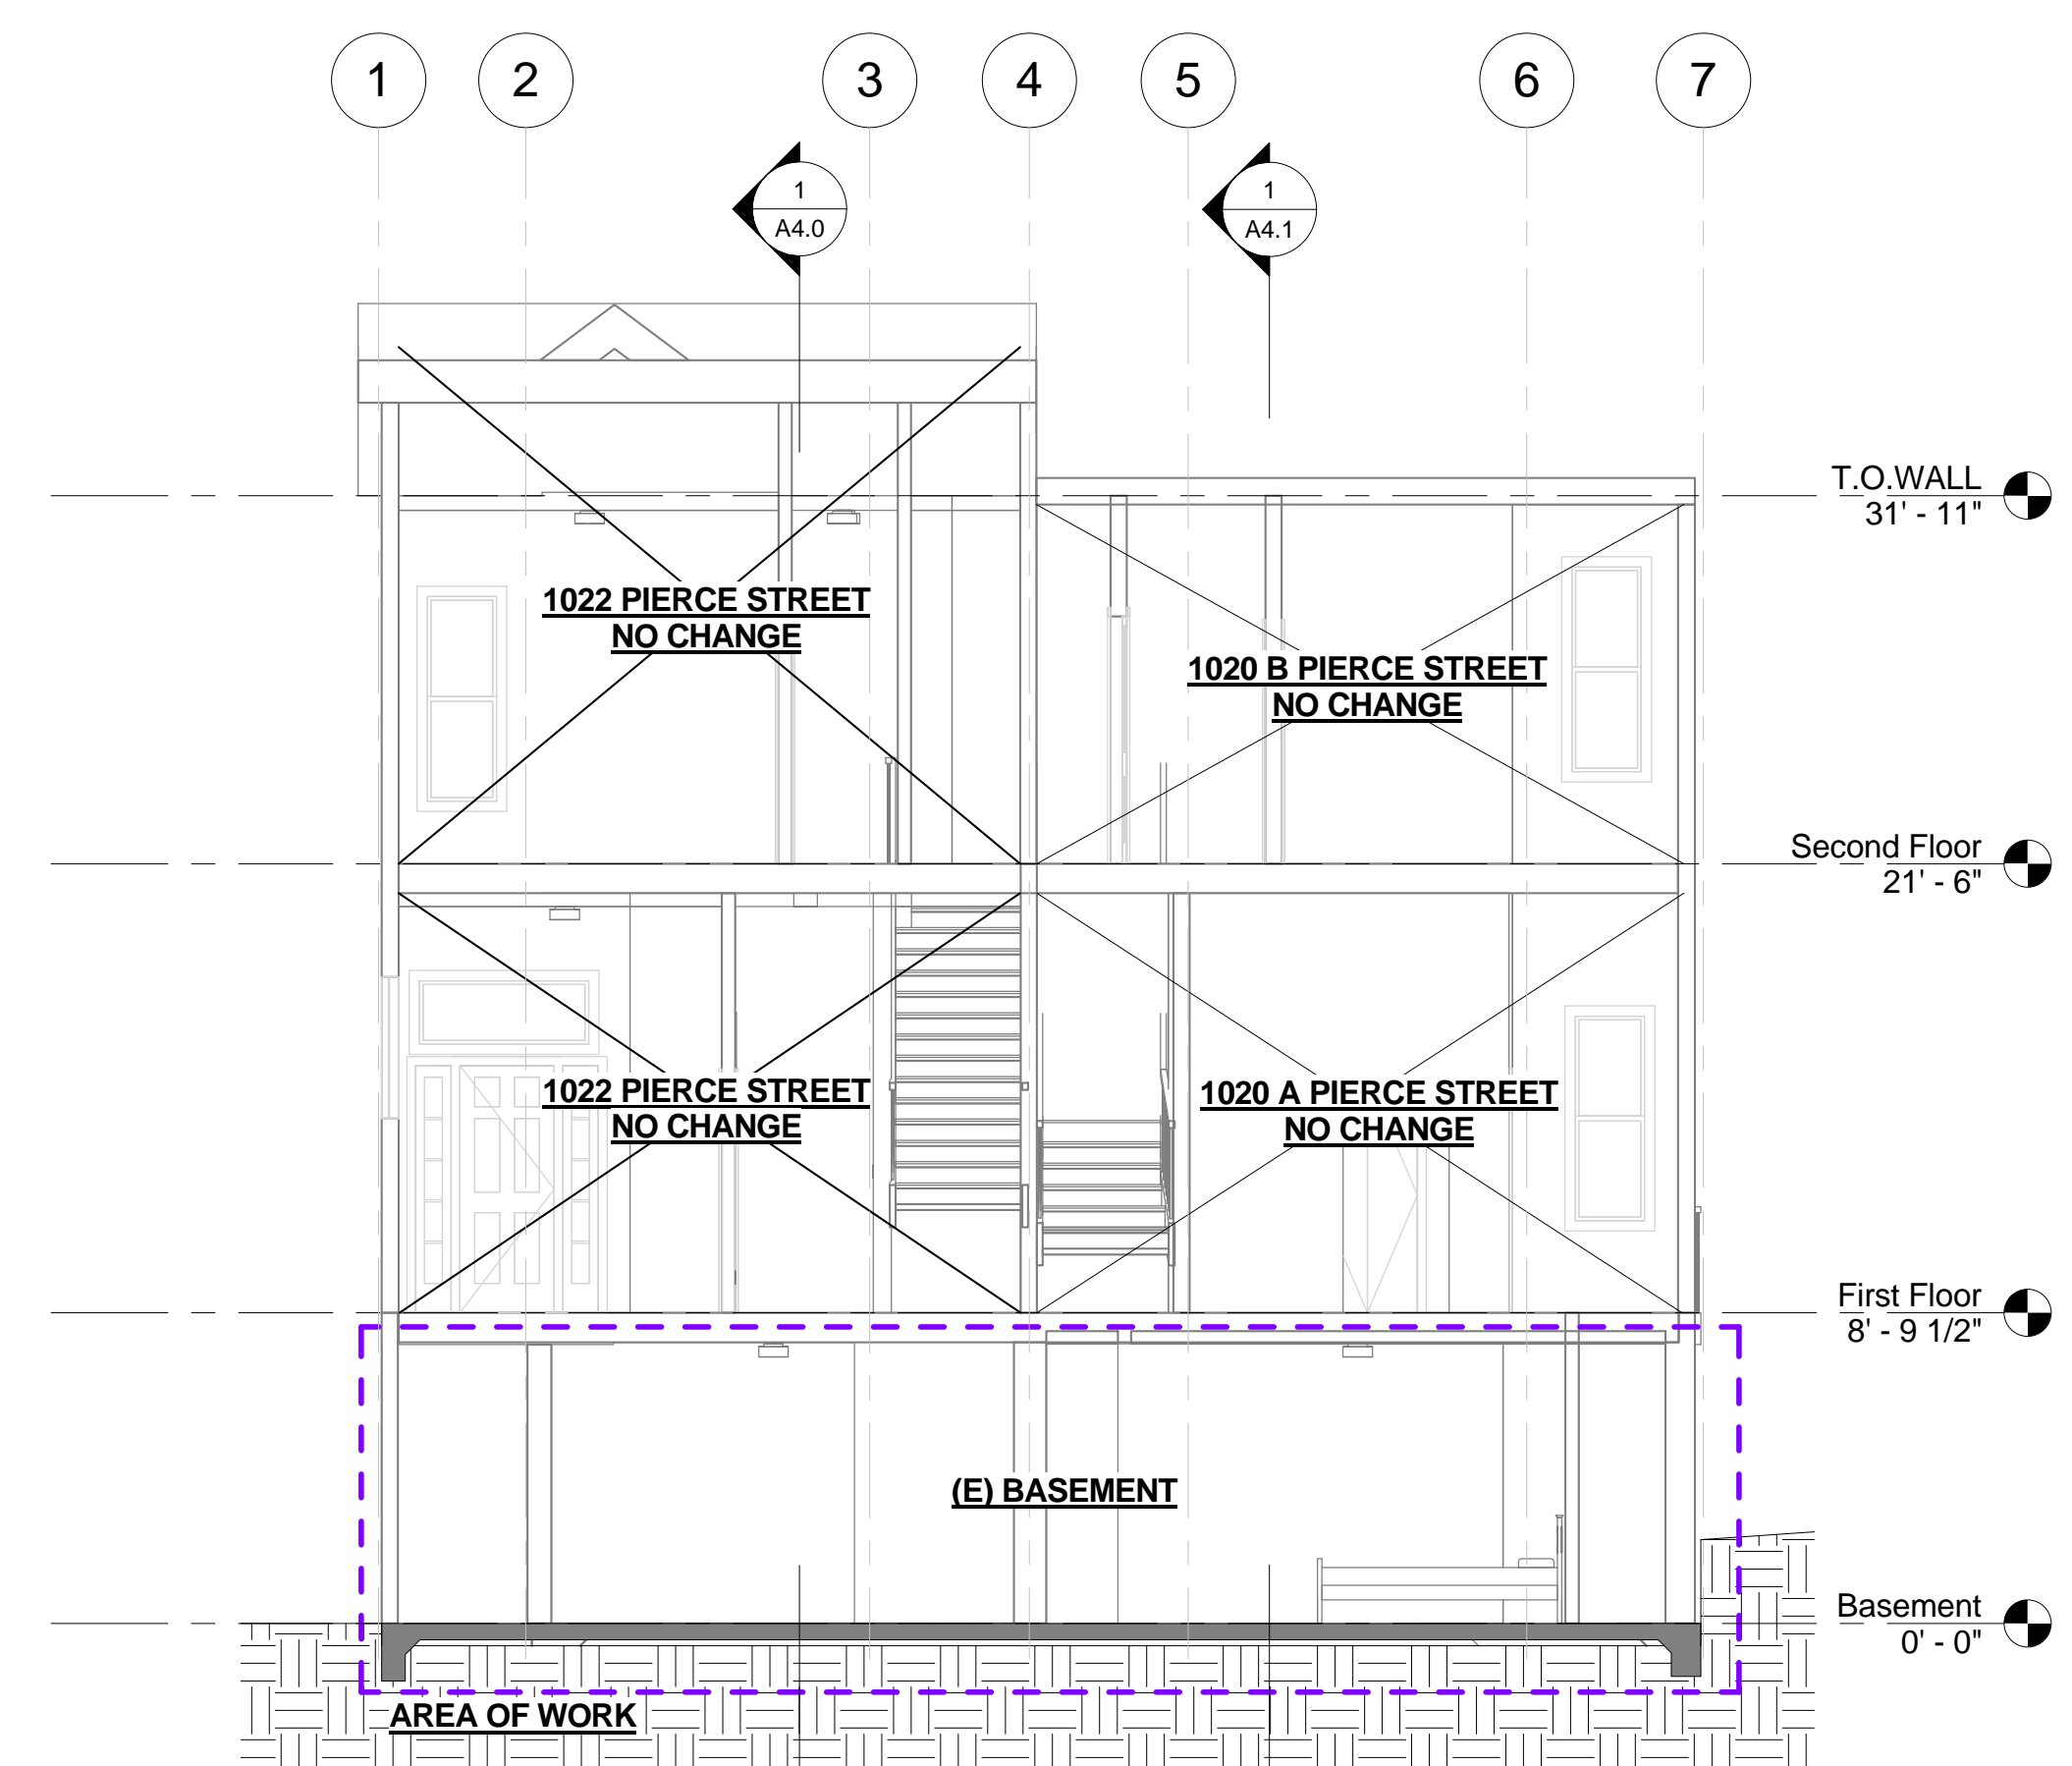 1 2 3 4 5 6 7
1
A4.0
1
A4.1
T.O.WALL
31' - 11"
1022 PIERCE STREET
NO CHANGE
1020 B PIERCE STREET
NO CHANGE
Second Floor
21' - 6"
1022 PIERCE STREET
NO CHANGE
1020 A PIERCE STREET
NO CHANGE
First Floor
8' - 9 1/2"
(E) BASEMENT
Basement
0' - 0"
AREA OF WORK